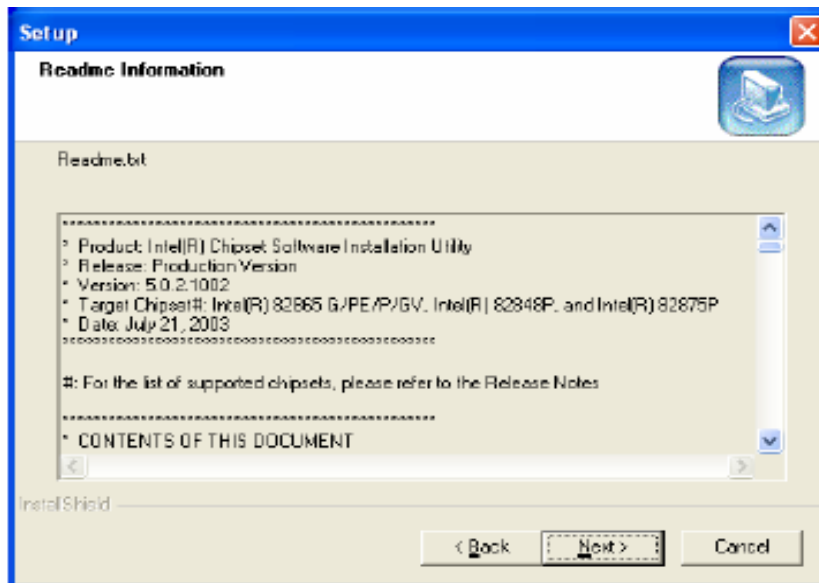 Setup
Readme Information
Readme.txt
**************************************************
* Product: Intel(R) Chipset Software Installation Utility
* Release: Production Version
* Version: 5.0.2.1002
* Target Chipset#: Intel(R) 82865 G/PE/P/GV, Intel(R) 82848P, and Intel(R) 82875P
* Date: July 21, 2003
**************************************************
#: For the list of supported chipsets, please refer to the Release Notes
**************************************************
* CONTENTS OF THIS DOCUMENT
InstallShield
< Back
Next >
Cancel